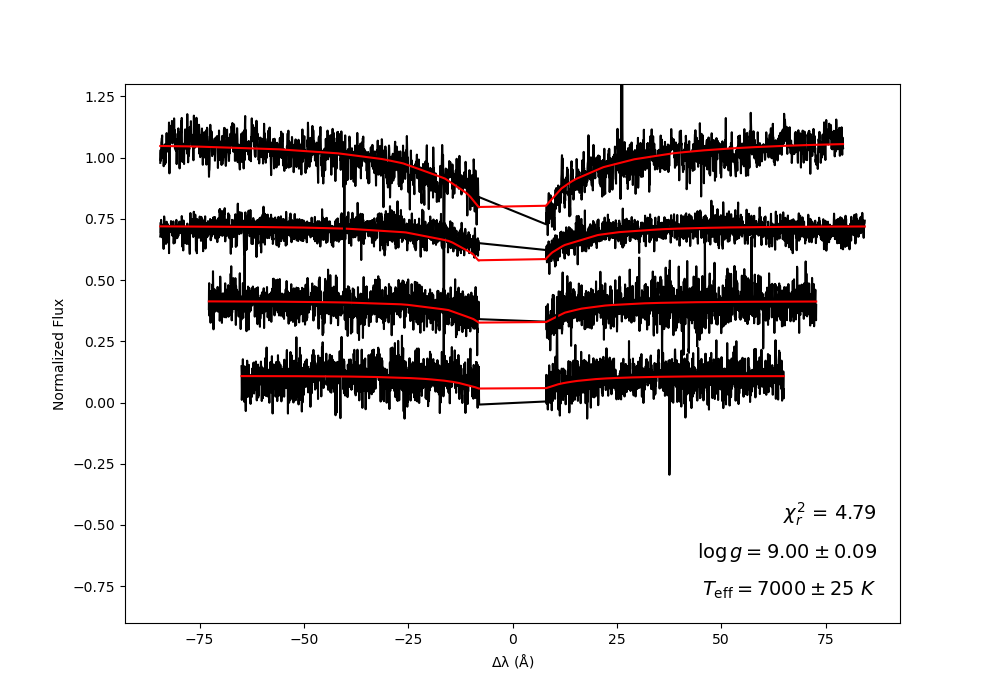 1.25
1.00
0.75
0.50
0.25
0.00
−0.25
−0.50
−0.75
Normalized Flux
χ²ᵣ = 4.79
log g = 9.00 ± 0.09
T_eff = 7000 ± 25 K
−75 −50 −25 0 25 50 75
Δλ (Å)